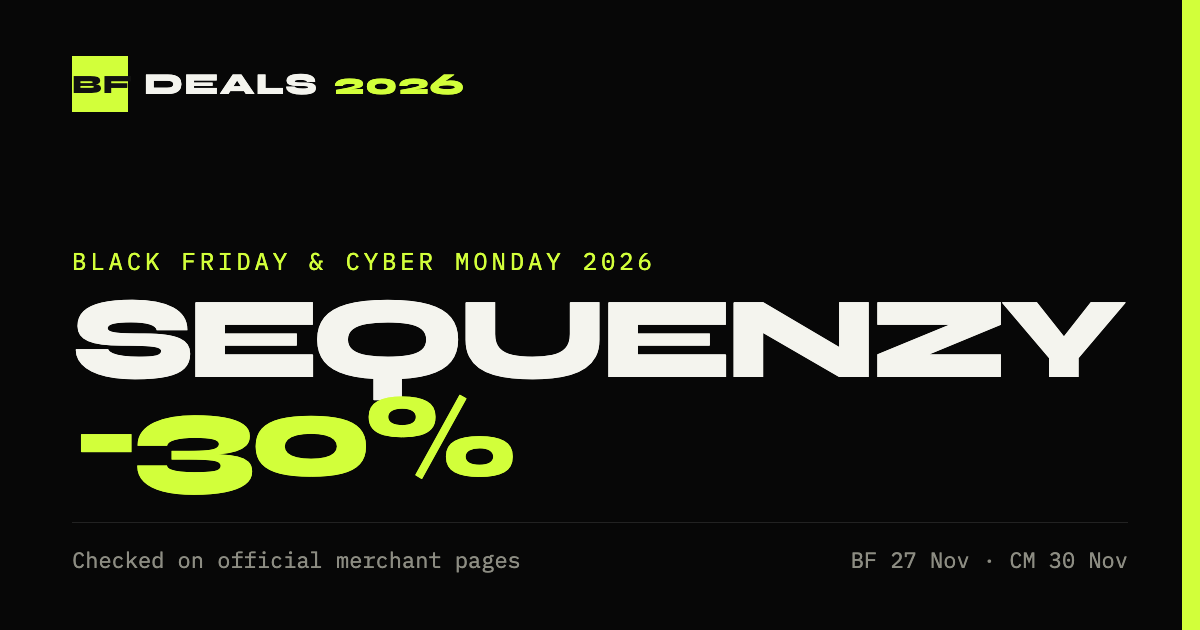 BF DEALS 2026
BLACK FRIDAY & CYBER MONDAY 2026
SEQUENZY
-30%
Checked on official merchant pages
BF 27 Nov · CM 30 Nov